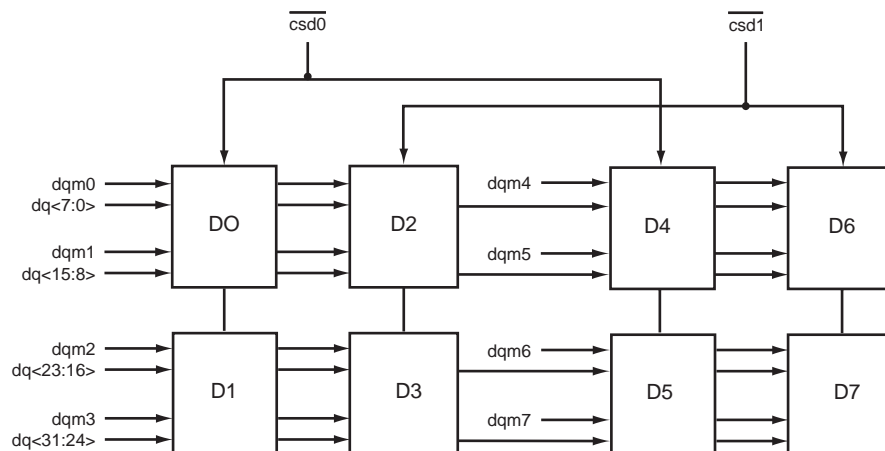 csd0
csd1
dqm0
dq<7:0>
dqm1
dq<15:8>
DO
D2
dqm4
dqm5
D4
D6
dqm2
dq<23:16>
dqm3
dq<31:24>
D1
D3
dqm6
dqm7
D5
D7